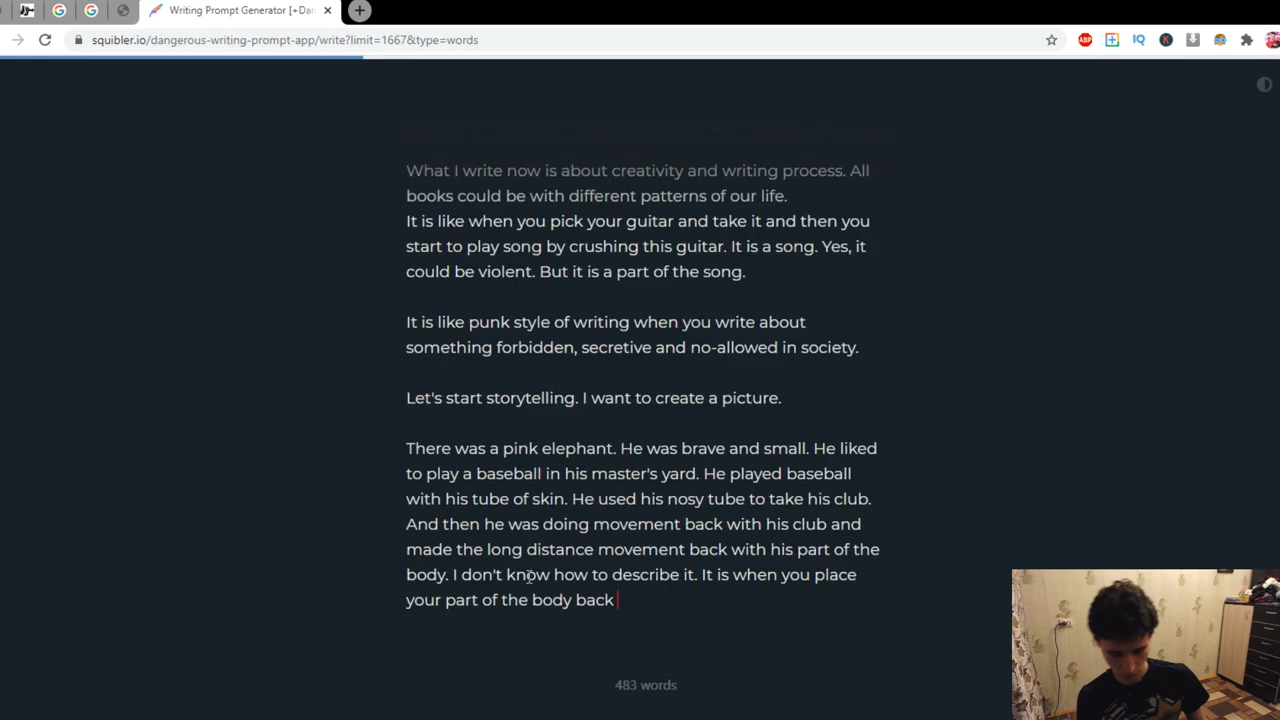 Writing Prompt Generator [+Dan
squibler.io/dangerous-writing-prompt-app/write?limit=1667&type=words
ABP
IQ
K
What I write now is about creativity and writing process. All
books could be with different patterns of our life.
It is like when you pick your guitar and take it and then you
start to play song by crushing this guitar. It is a song. Yes, it
could be violent. But it is a part of the song.
It is like punk style of writing when you write about
something forbidden, secretive and no-allowed in society.
Let's start storytelling. I want to create a picture.
There was a pink elephant. He was brave and small. He liked
to play a baseball in his master's yard. He played baseball
with his tube of skin. He used his nosy tube to take his club.
And then he was doing movement back with his club and
made the long distance movement back with his part of the
body. I don't know how to describe it. It is when you place
your part of the body back
483 words